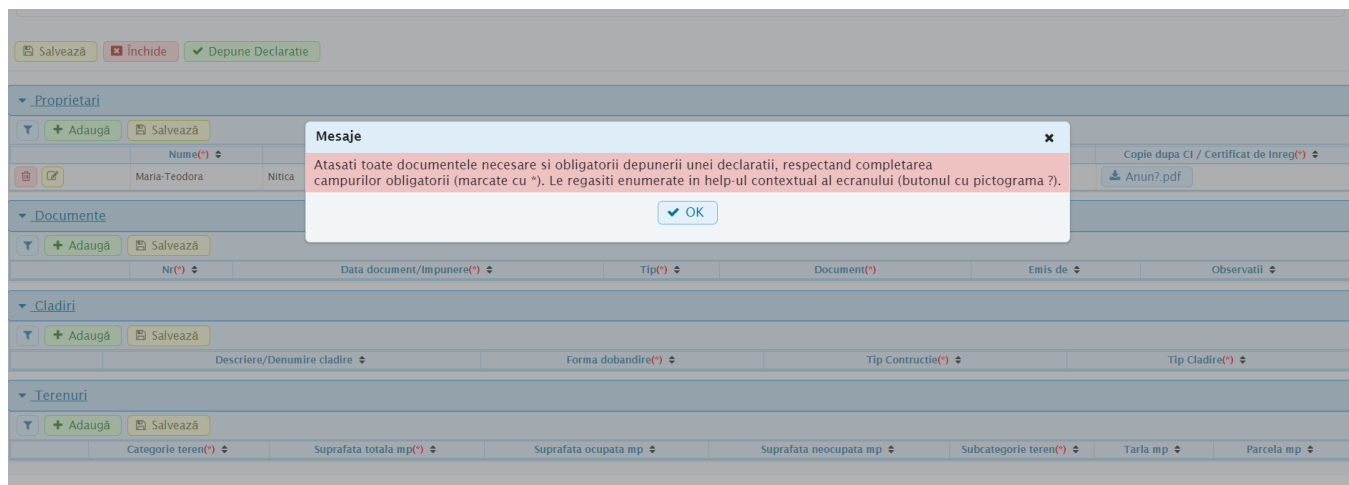 Salvează Închide Depune Declaratie
Proprietari
Adaugă Salvează
Nume(*) Copie dupa CI / Certificat de Inreg(*)
Maria-Teodora Nitica Anun?.pdf
Mesaje
Atasati toate documentele necesare si obligatorii depunerii unei declaratii, respectand completarea
campurilor obligatorii (marcate cu *). Le regasiti enumerate in help-ul contextual al ecranului (butonul cu pictograma ?).
OK
Documente
Adaugă Salvează
Nr(*) Data document/Impunere(*) Tip(*) Document(*) Emis de Observatii
Cladiri
Adaugă Salvează
Descriere/Denumire cladire Forma dobandire(*) Tip Contructie(*) Tip Cladire(*)
Terenuri
Adaugă Salvează
Categorie teren(*) Suprafata totala mp(*) Suprafata ocupata mp Suprafata neocupata mp Subcategorie teren(*) Tarla mp Parcela mp